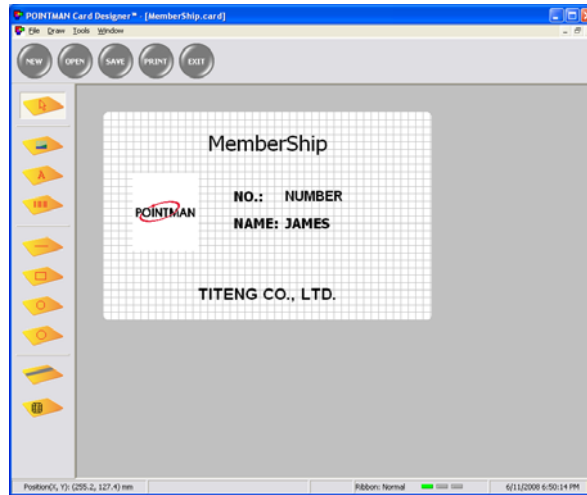 POINTMAN Card Designer™ - [MemberShip.card]
File Draw Tools Window
NEW OPEN SAVE PRINT EXIT
A
MemberShip
POINTMAN
NO.: NUMBER
NAME: JAMES
TITENG CO., LTD.
Position(X, Y): (255.2, 127.4) mm
Ribbon: Normal
6/11/2008 6:50:14 PM